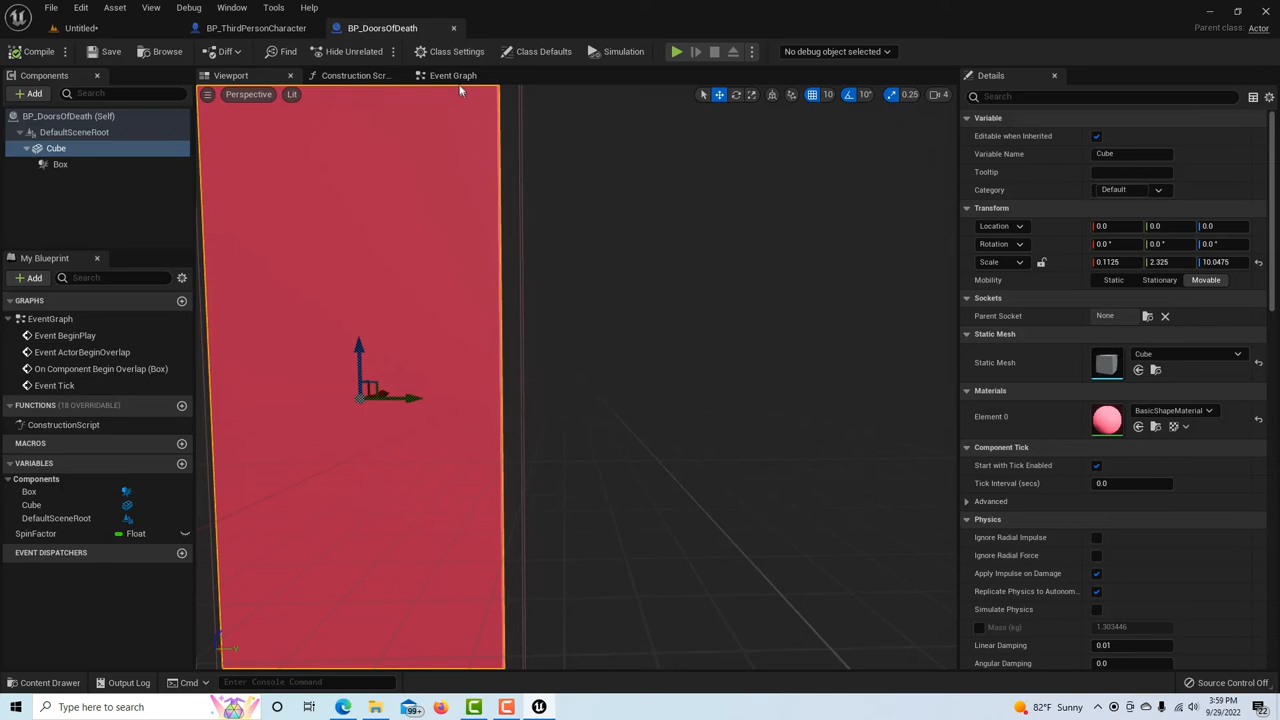 File Edit Asset View Debug Window Tools Help
Untitled*
BP_ThirdPersonCharacter
BP_DoorsOfDeath
Parent class: Actor
Compile Save Browse Diff Find Hide Unrelated Class Settings Class Defaults Simulation No debug object selected
Components
Viewport Construction Scr... Event Graph
Details
Add Search
Perspective Lit
10 10° 0.25 4
Search
BP_DoorsOfDeath (Self)
DefaultSceneRoot
Cube
Box
My Blueprint
Add Search
GRAPHS
EventGraph
Event BeginPlay
Event ActorBeginOverlap
On Component Begin Overlap (Box)
Event Tick
FUNCTIONS (18 OVERRIDABLE)
ConstructionScript
MACROS
VARIABLES
Components
Box
Cube
DefaultSceneRoot
SpinFactor Float
EVENT DISPATCHERS
Variable
Editable when Inherited
Variable Name Cube
Tooltip
Category Default
Transform
Location 0.0 0.0 0.0
Rotation 0.0 ° 0.0 ° 0.0 °
Scale 0.1125 2.325 10.0475
Mobility Static Stationary Movable
Sockets
Parent Socket None
Static Mesh
Static Mesh Cube
Materials
Element 0 BasicShapeMaterial
Component Tick
Start with Tick Enabled
Tick Interval (secs) 0.0
Advanced
Physics
Ignore Radial Impulse
Ignore Radial Force
Apply Impulse on Damage
Replicate Physics to Autonom...
Simulate Physics
Mass (kg) 1.303446
Linear Damping 0.01
Angular Damping 0.0
Content Drawer Output Log Cmd Enter Console Command
Source Control Off
Type here to search
99+
82°F Sunny
3:59 PM
9/29/2022
22